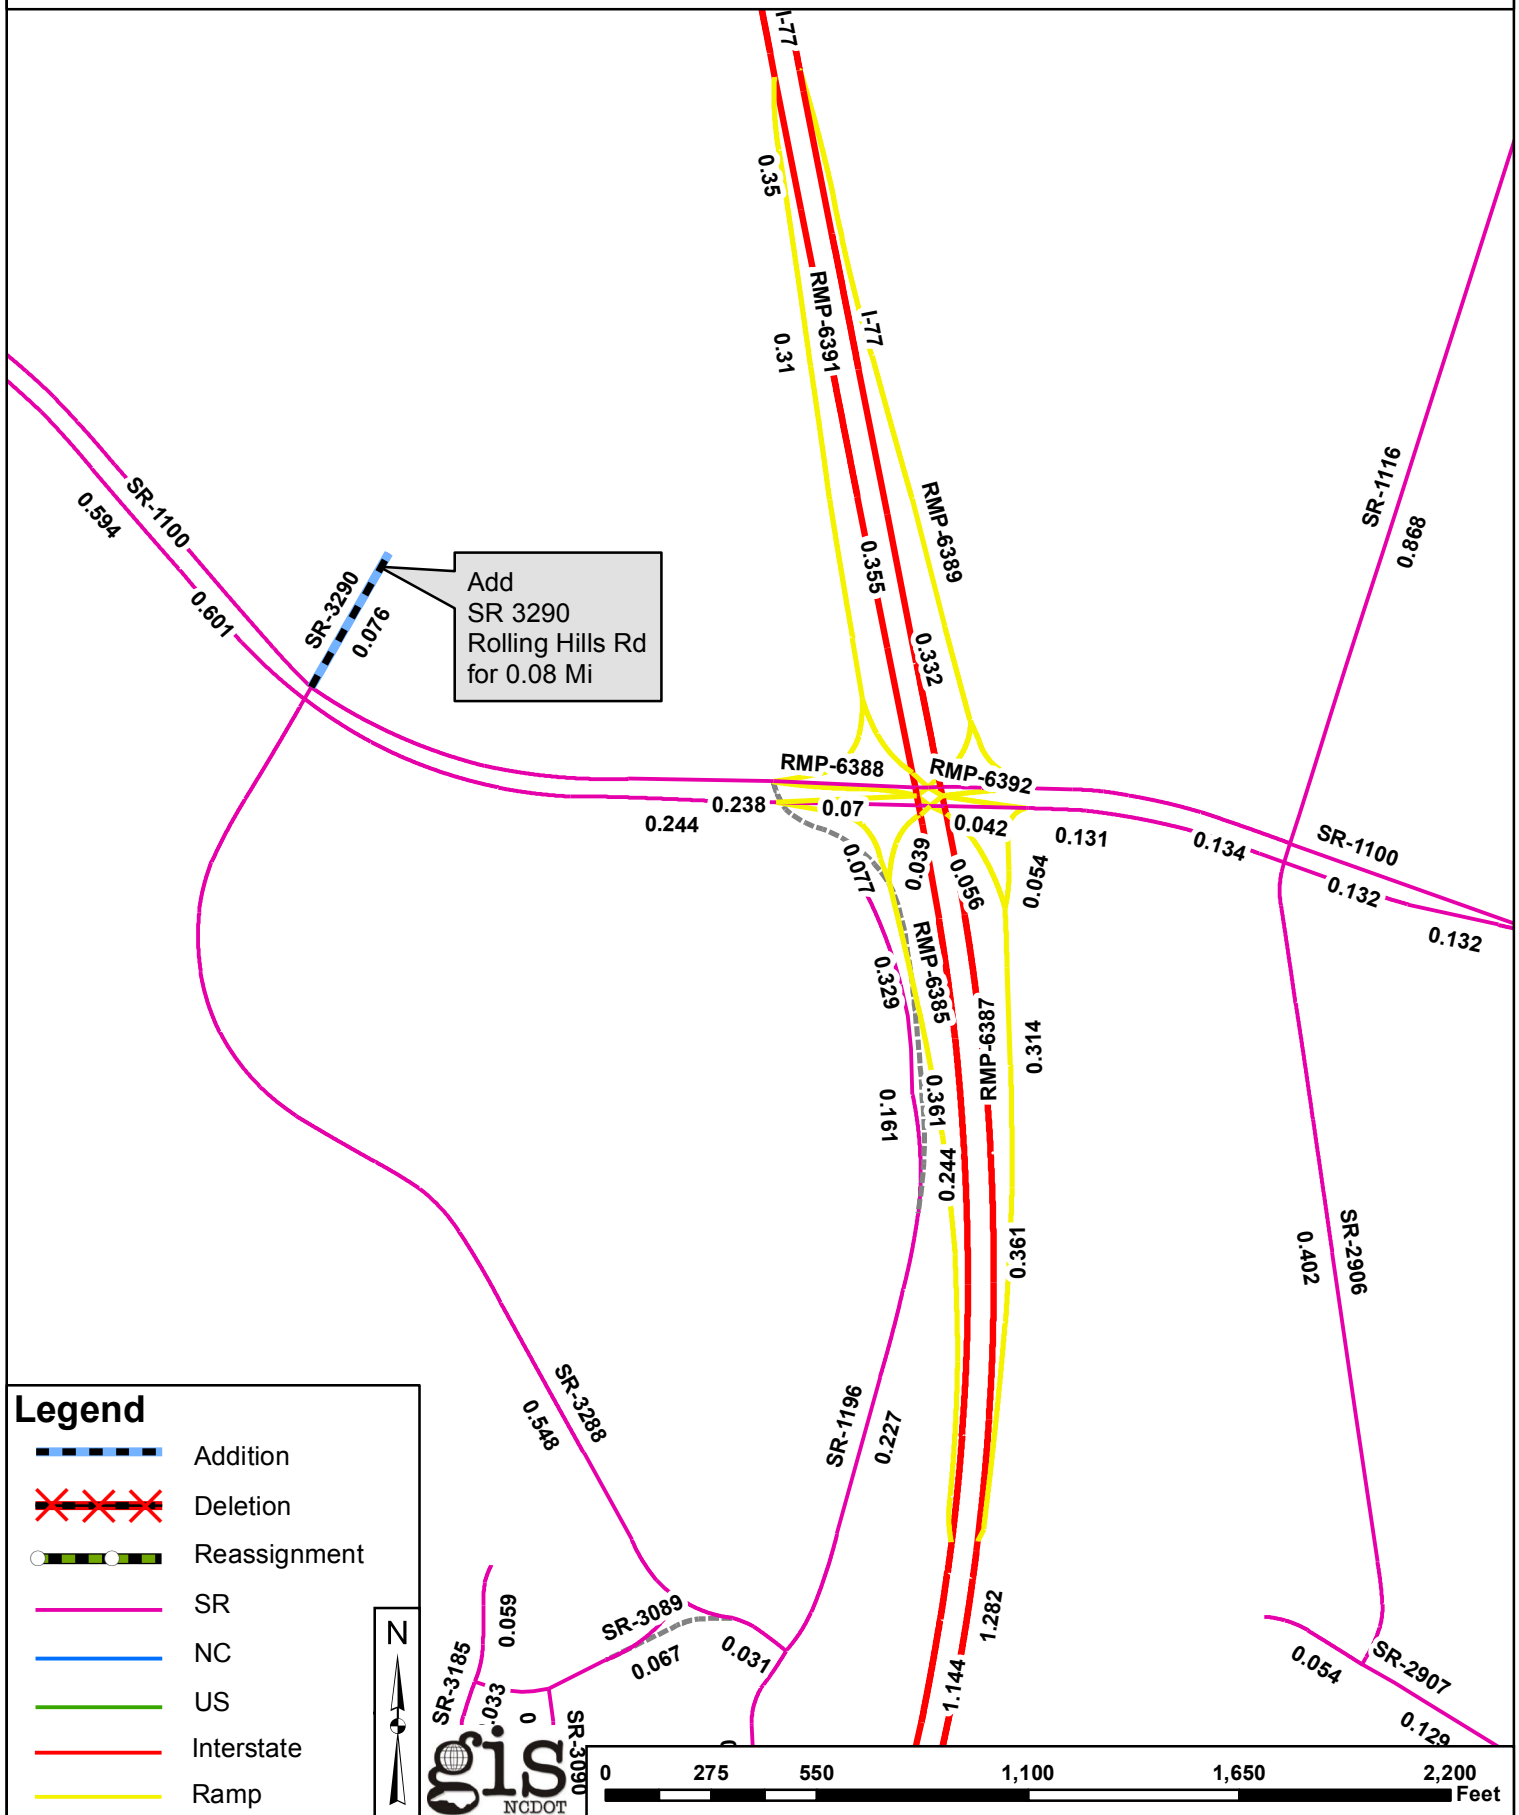 I-77
0.35
RMP-6391
I-77
0.31
SR-1116
0.868
SR-1100
0.594
RMP-6389
0.355
SR-3290
0.076
Add
SR 3290
Rolling Hills Rd
for 0.08 Mi
0.601
0.332
RMP-6388
RMP-6392
0.238
0.07
0.244
0.042
0.131
0.134
SR-1100
0.132
0.132
0.077
0.039
0.056
0.054
0.329
RMP-6385
RMP-6387
0.314
0.161
0.361
0.244
0.361
SR-2906
0.402
SR-3288
0.548
SR-1196
0.227
SR-3089
0.067
0.031
0.059
SR-3185
.033
0
SR-3090
0
1.282
1.144
0.054
SR-2907
0.129
Legend
Addition
Deletion
Reassignment
SR
NC
US
Interstate
Ramp
N
gis
NCDOT
0 275 550 1,100 1,650 2,200
Feet